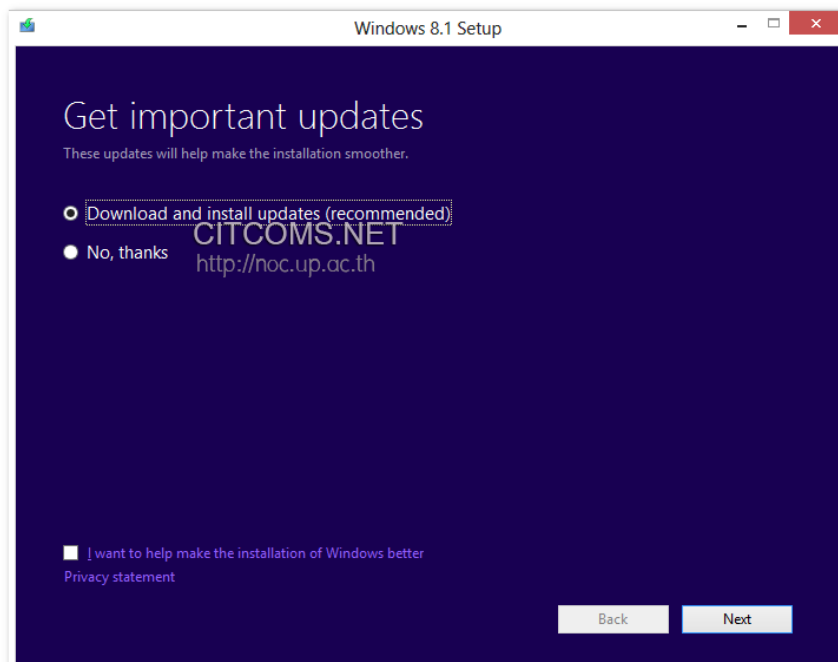 Windows 8.1 Setup
Get important updates
These updates will help make the installation smoother.
Download and install updates (recommended)
CITCOMS.NET
No, thanks
http://noc.up.ac.th
I want to help make the installation of Windows better
Privacy statement
Back
Next